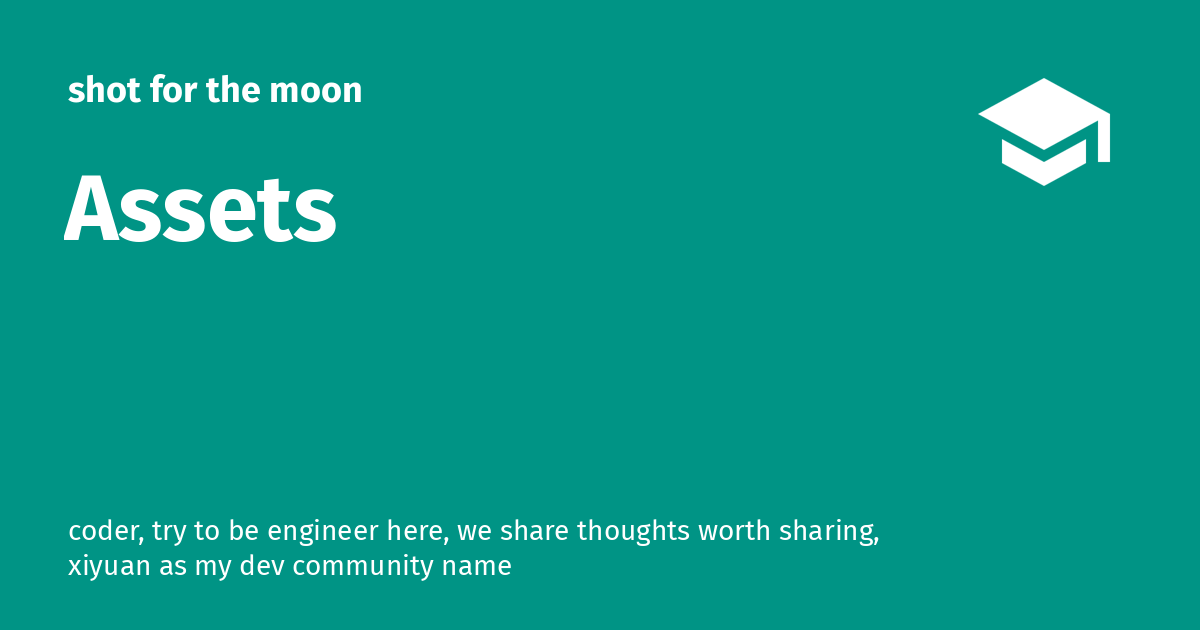 shot for the moon
Assets
coder, try to be engineer here, we share thoughts worth sharing,
xiyuan as my dev community name